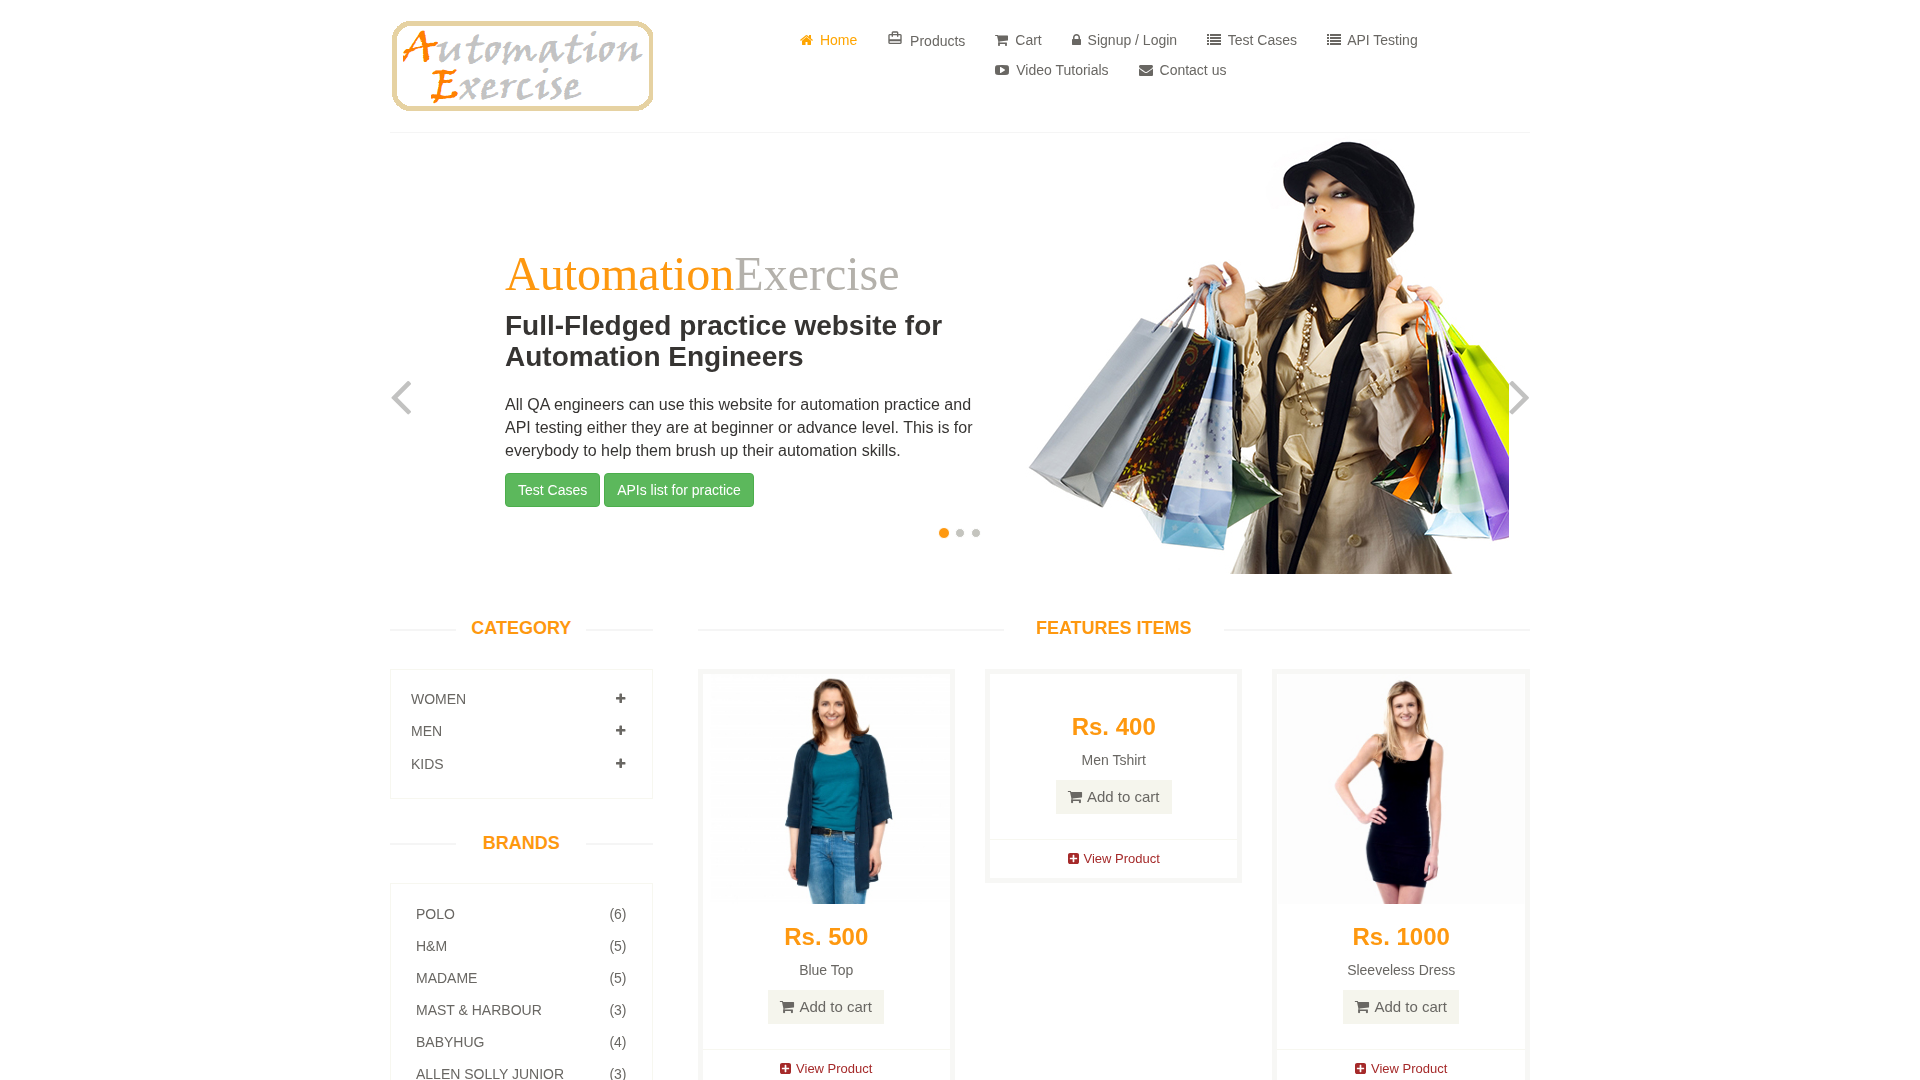 Automation
Exercise
Home
Products
Cart
Signup / Login
Test Cases
API Testing
Video Tutorials
Contact us
AutomationExercise
Full-Fledged practice website for
Automation Engineers
All QA engineers can use this website for automation practice and
API testing either they are at beginner or advance level. This is for
everybody to help them brush up their automation skills.
Test Cases
APIs list for practice
CATEGORY
WOMEN
MEN
KIDS
BRANDS
POLO (6)
H&M (5)
MADAME (5)
MAST & HARBOUR (3)
BABYHUG (4)
ALLEN SOLLY JUNIOR (3)
FEATURES ITEMS
Rs. 500
Blue Top
Add to cart
View Product
Rs. 400
Men Tshirt
Add to cart
View Product
Rs. 1000
Sleeveless Dress
Add to cart
View Product